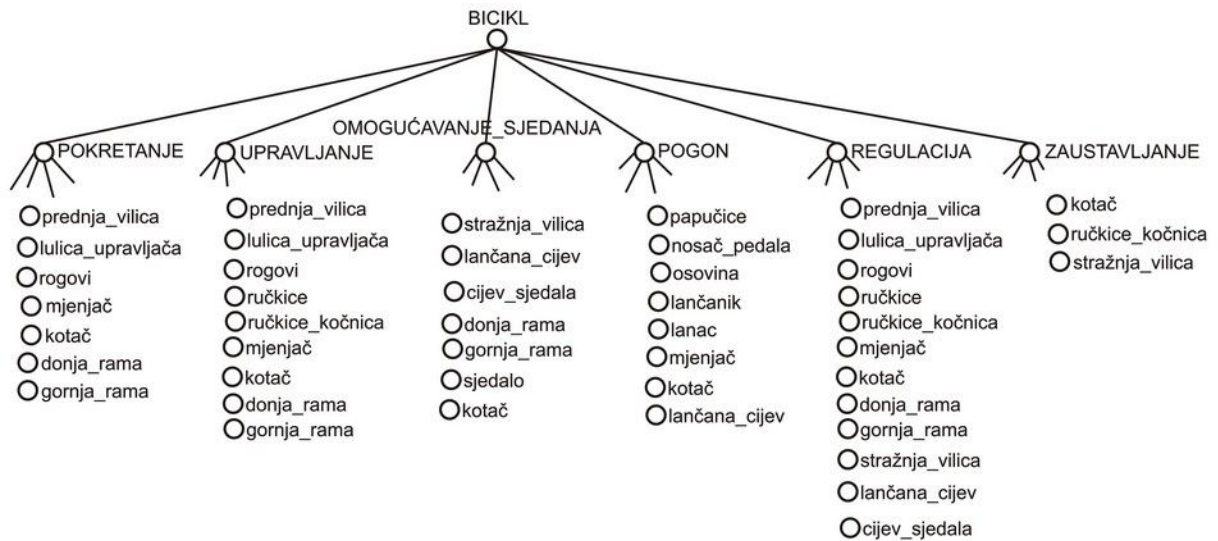 BICIKL
OMOGUĆAVANJE_SJEDANJA
POKRETANJE
UPRAVLJANJE
POGON
REGULACIJA
ZAUSTAVLJANJE
prednja_vilica
lulica_upravljača
rogovi
mjenjač
kotač
donja_rama
gornja_rama
prednja_vilica
lulica_upravljača
rogovi
ručkice
ručkice_kočnica
mjenjač
kotač
donja_rama
gornja_rama
stražnja_vilica
lančana_cijev
cijev_sjedala
donja_rama
gornja_rama
sjedalo
kotač
papučice
nosač_pedala
osovina
lančanik
lanac
mjenjač
kotač
lančana_cijev
prednja_vilica
lulica_upravljača
rogovi
ručkice
ručkice_kočnica
mjenjač
kotač
donja_rama
gornja_rama
stražnja_vilica
lančana_cijev
cijev_sjedala
kotač
ručkice_kočnica
stražnja_vilica